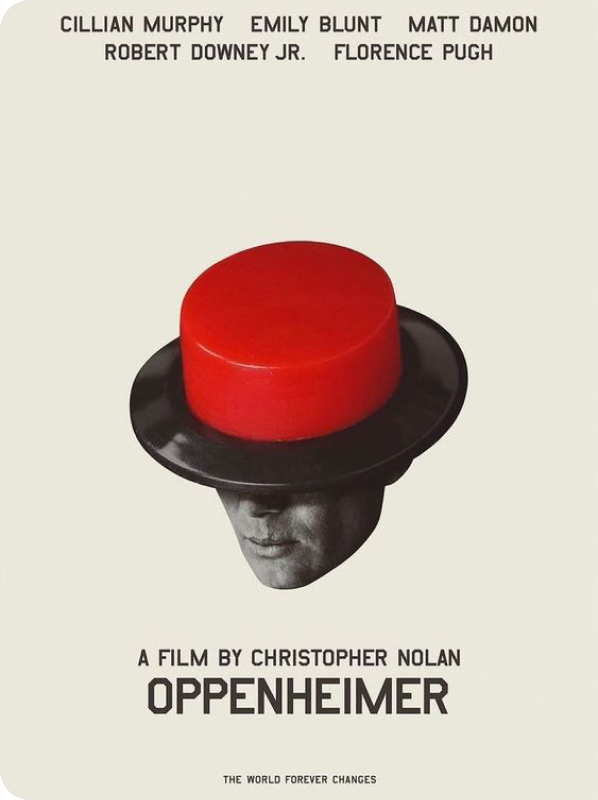 CILLIAN MURPHY EMILY BLUNT MATT DAMON
ROBERT DOWNEY JR. FLORENCE PUGH
A FILM BY CHRISTOPHER NOLAN
OPPENHEIMER
THE WORLD FOREVER CHANGES